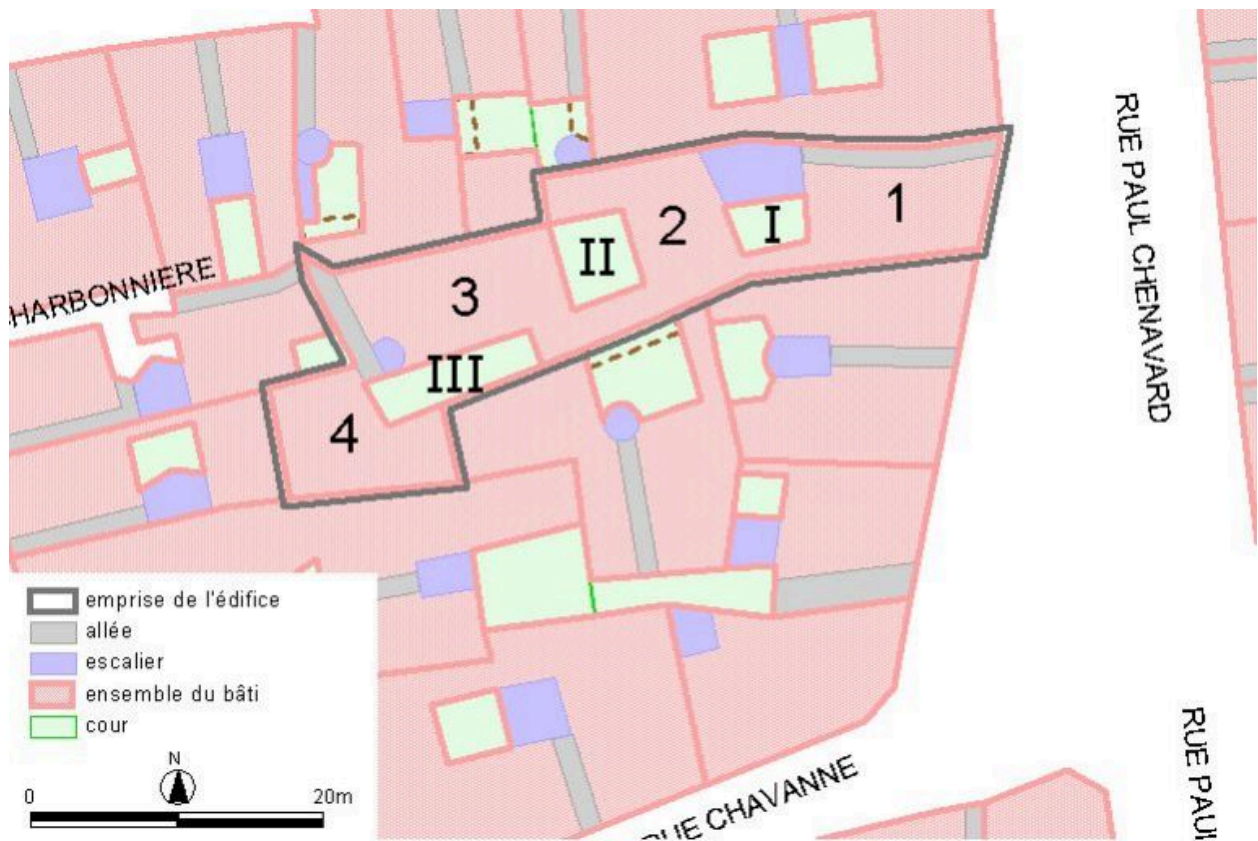 RUE PAUL CHENAVARD
1
2
I
II
HARBONNIERE
3
III
4
emprise de l'édifice
allée
escalier
ensemble du bâti
cour
N
0 20m
RUE CHAVANNE
RUE PAUL